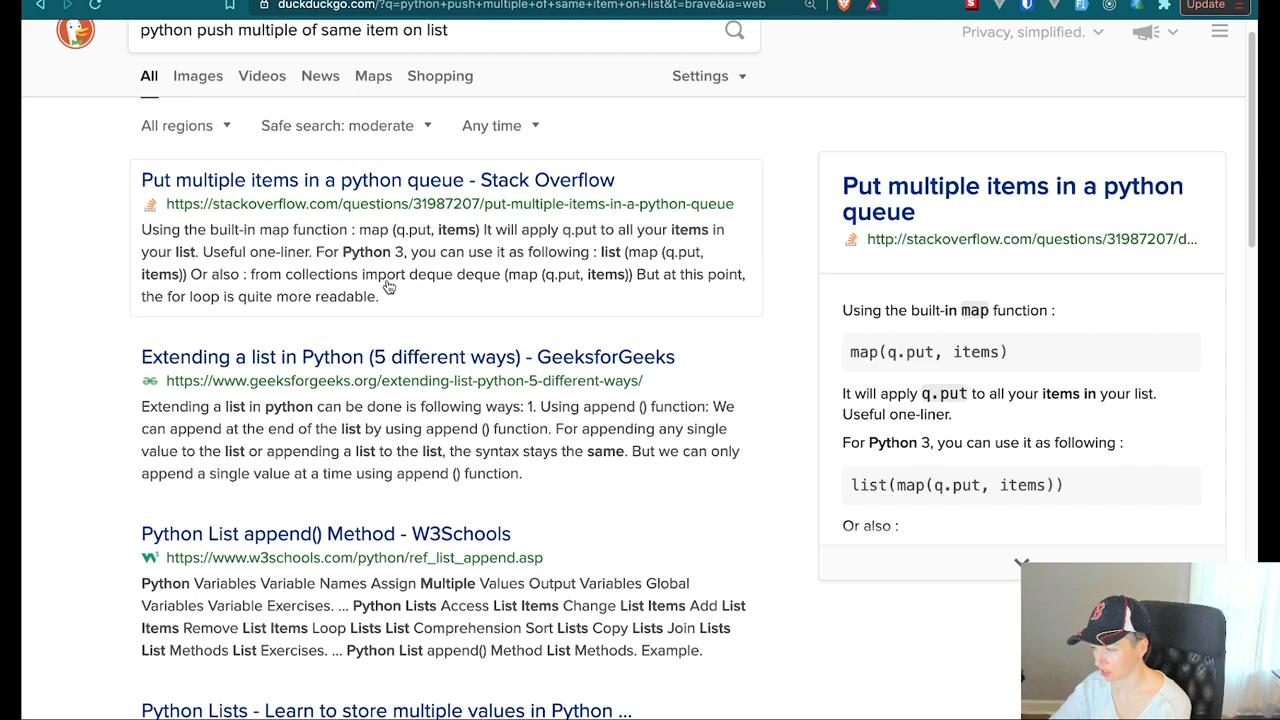 duckduckgo.com/?q=python+push+multiple+of+same+item+on+list&t=brave&ia=web
Update
python push multiple of same item on list
Privacy, simplified.
All Images Videos News Maps Shopping Settings
All regions Safe search: moderate Any time
Put multiple items in a python queue - Stack Overflow
https://stackoverflow.com/questions/31987207/put-multiple-items-in-a-python-queue
Using the built-in map function : map (q.put, items) It will apply q.put to all your items in
your list. Useful one-liner. For Python 3, you can use it as following : list (map (q.put,
items)) Or also : from collections import deque deque (map (q.put, items)) But at this point,
the for loop is quite more readable.
Extending a list in Python (5 different ways) - GeeksforGeeks
https://www.geeksforgeeks.org/extending-list-python-5-different-ways/
Extending a list in python can be done is following ways: 1. Using append () function: We
can append at the end of the list by using append () function. For appending any single
value to the list or appending a list to the list, the syntax stays the same. But we can only
append a single value at a time using append () function.
Python List append() Method - W3Schools
https://www.w3schools.com/python/ref_list_append.asp
Python Variables Variable Names Assign Multiple Values Output Variables Global
Variables Variable Exercises. ... Python Lists Access List Items Change List Items Add List
Items Remove List Items Loop Lists List Comprehension Sort Lists Copy Lists Join Lists
List Methods List Exercises. ... Python List append() Method List Methods. Example.
Python Lists - Learn to store multiple values in Python ...
Put multiple items in a python
queue
http://stackoverflow.com/questions/31987207/d...
Using the built-in map function :
map(q.put, items)
It will apply q.put to all your items in your list.
Useful one-liner.
For Python 3, you can use it as following :
list(map(q.put, items))
Or also :